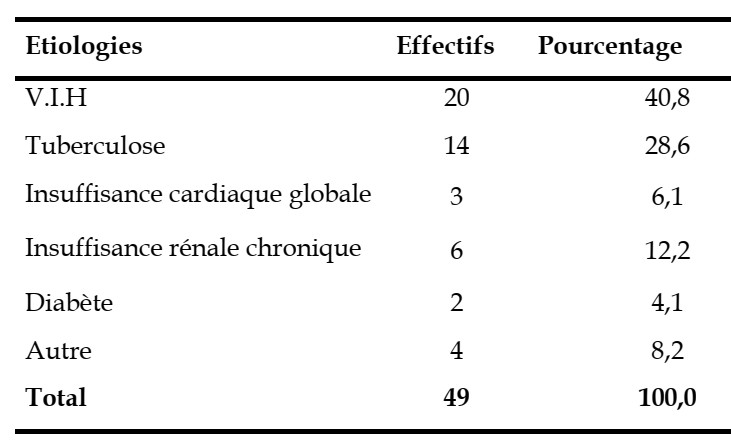 Etiologies Effectifs Pourcentage
V.I.H 20 40,8
Tuberculose 14 28,6
Insuffisance cardiaque globale 3 6,1
Insuffisance rénale chronique 6 12,2
Diabète 2 4,1
Autre 4 8,2
Total 49 100,0